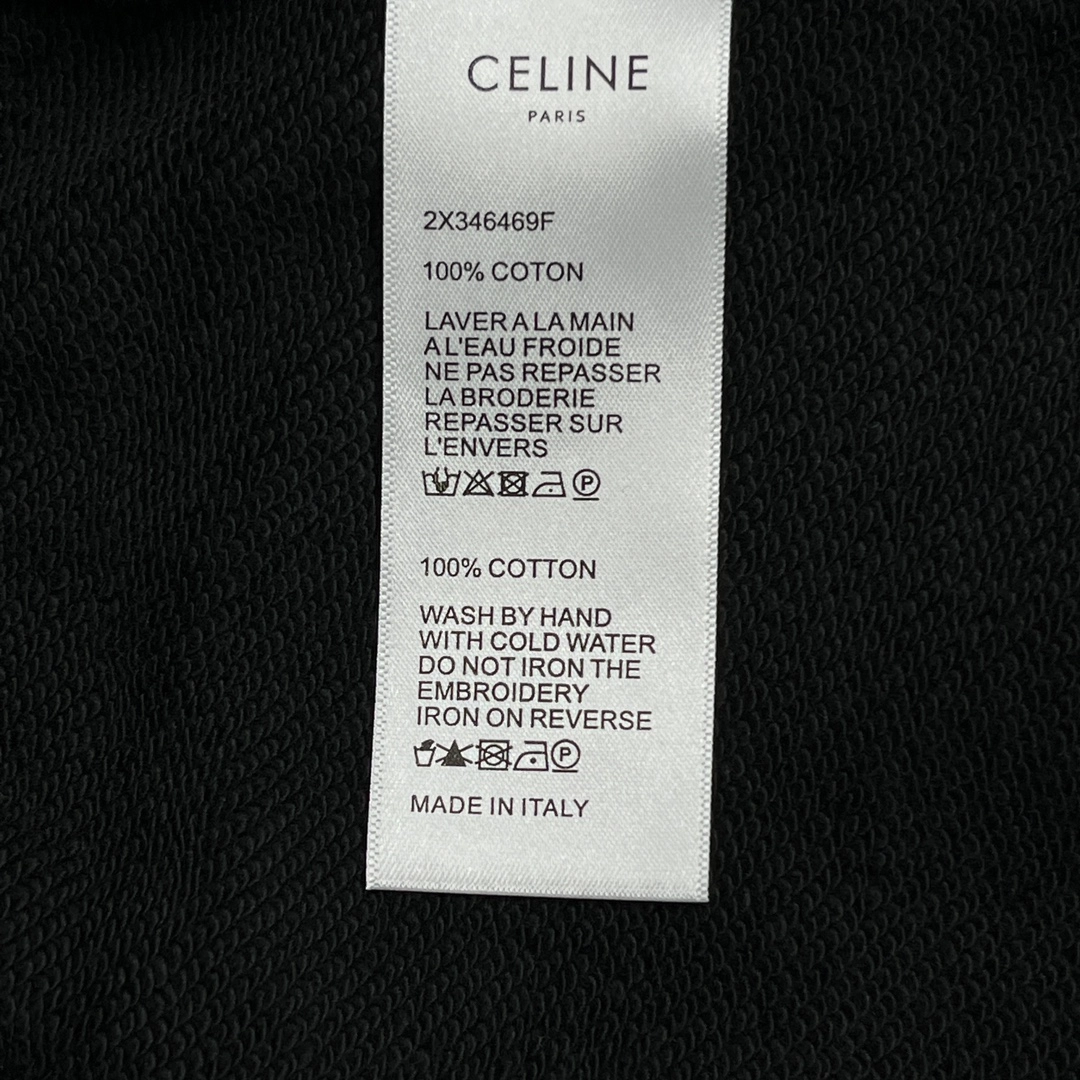 CELINE
PARIS
2X346469F
100% COTON
LAVER A LA MAIN
A L'EAU FROIDE
NE PAS REPASSER
LA BRODERIE
REPASSER SUR
L'ENVERS
P
100% COTTON
WASH BY HAND
WITH COLD WATER
DO NOT IRON THE
EMBROIDERY
IRON ON REVERSE
P
MADE IN ITALY